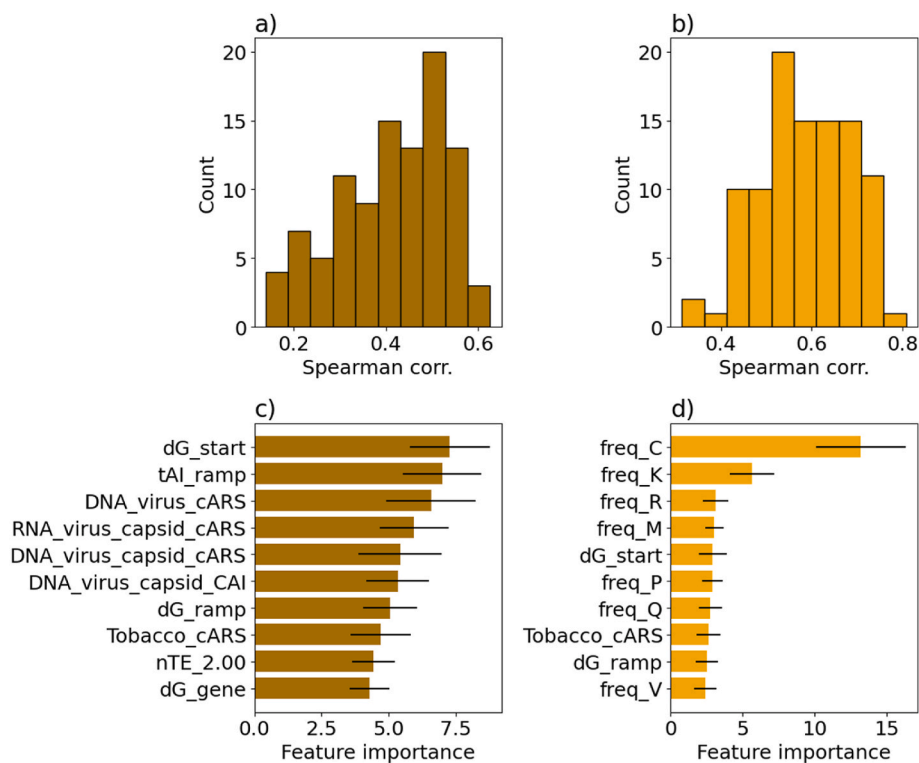 a)
20
15
10
5
0
Count
0.2 0.4 0.6
Spearman corr.
b)
20
15
10
5
0
Count
0.4 0.6 0.8
Spearman corr.
c)
dG_start
tAI_ramp
DNA_virus_cARS
RNA_virus_capsid_cARS
DNA_virus_capsid_cARS
DNA_virus_capsid_CAI
dG_ramp
Tobacco_cARS
nTE_2.00
dG_gene
0.0 2.5 5.0 7.5
Feature importance
d)
freq_C
freq_K
freq_R
freq_M
dG_start
freq_P
freq_Q
Tobacco_cARS
dG_ramp
freq_V
0 5 10 15
Feature importance